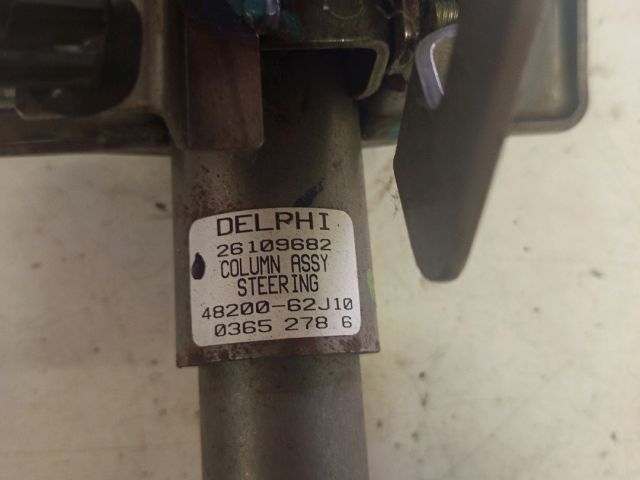 DELPHI
26109682
COLUMN ASSY
STEERING
48200-62J10
0365 278 6